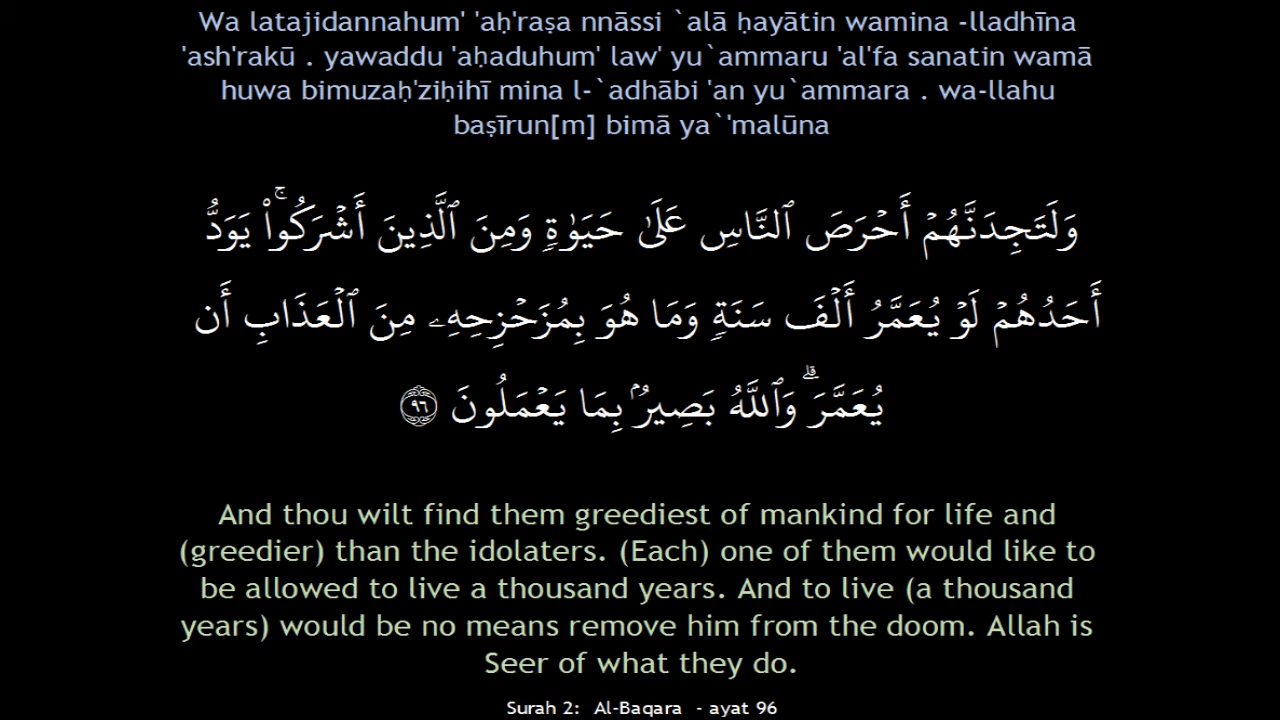 Wa latajidannahum' 'aḥ'raṣa nnāssi `alā ḥayātin wamina -lladhīna
'ash'rakū . yawaddu 'aḥaduhum' law' yu`ammaru 'al'fa sanatin wamā
huwa bimuzaḥ'ziḥihī mina l-`adhābi 'an yu`ammara . wa-llahu
baṣīrun[m] bimā ya`'malūna
وَلَتَجِدَنَّهُمۡ أَحۡرَصَ ٱلنَّاسِ عَلَىٰ حَيَوٰةٍ۬ وَمِنَ ٱلَّذِينَ أَشۡرَكُواْ‌ۚ يَوَدُّ
أَحَدُهُمۡ لَوۡ يُعَمَّرُ أَلۡفَ سَنَةٍ۬ وَمَا هُوَ بِمُزَحۡزِحِهِۦ مِنَ ٱلۡعَذَابِ أَن
يُعَمَّرَ‌ۗ وَٱللَّهُ بَصِيرُۢ بِمَا يَعۡمَلُونَ ٩٦
And thou wilt find them greediest of mankind for life and
(greedier) than the idolaters. (Each) one of them would like to
be allowed to live a thousand years. And to live (a thousand
years) would be no means remove him from the doom. Allah is
Seer of what they do.
Surah 2: Al-Baqara - ayat 96